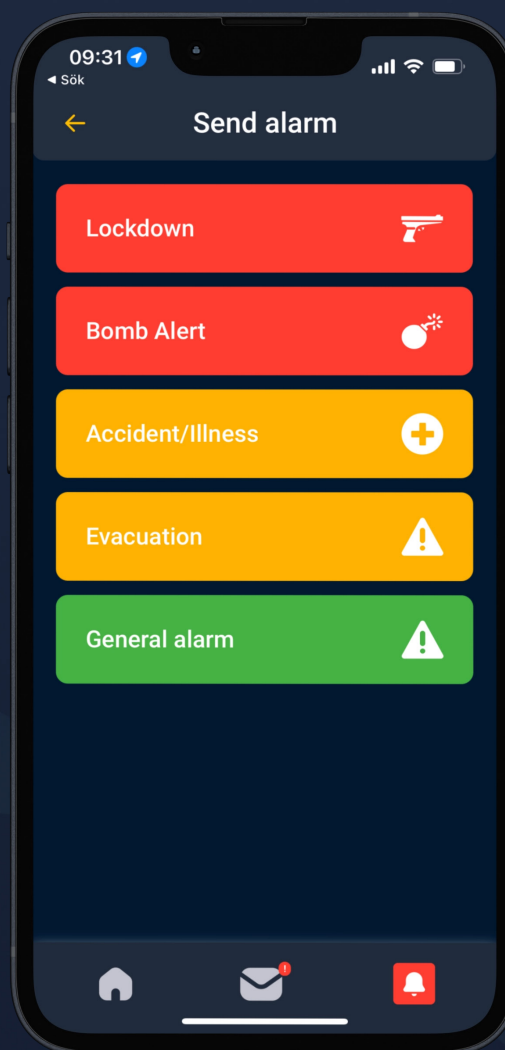 09:31
◀ Sök
Send alarm
Lockdown
Bomb Alert
Accident/Illness
Evacuation
General alarm
!